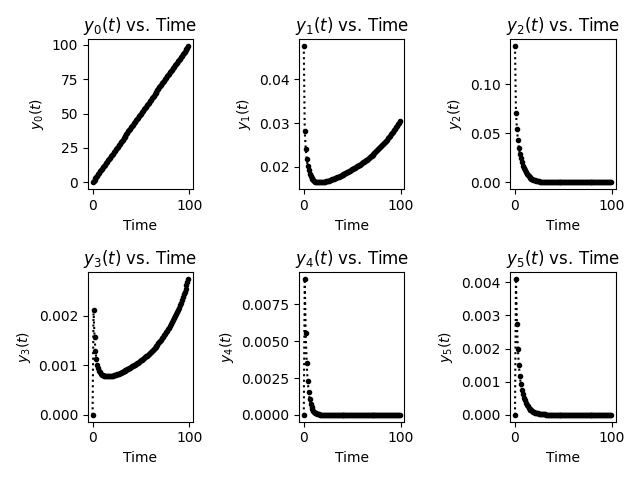 y₀(t) vs. Time
100
75
50
25
0
y₀(t)
0 100
Time
y₁(t) vs. Time
0.04
0.03
0.02
y₁(t)
0 100
Time
y₂(t) vs. Time
0.10
0.05
0.00
y₂(t)
0 100
Time
y₃(t) vs. Time
0.002
0.001
0.000
y₃(t)
0 100
Time
y₄(t) vs. Time
0.0075
0.0050
0.0025
0.0000
y₄(t)
0 100
Time
y₅(t) vs. Time
0.004
0.003
0.002
0.001
0.000
y₅(t)
0 100
Time